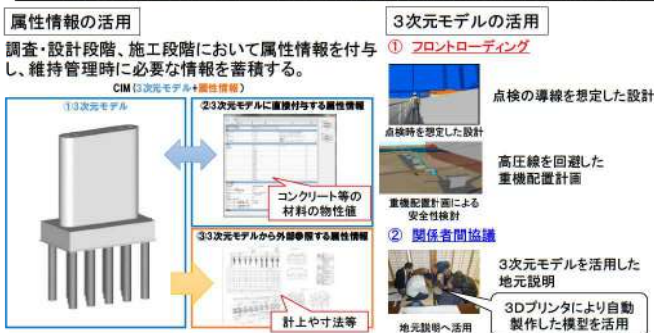 属性情報の活用
調査・設計段階、施工段階において属性情報を付与
し、維持管理時に必要な情報を蓄積する。
CIM(3次元モデル+属性情報)
①3次元モデル
②3次元モデルに直接付与する属性情報
コンクリート等の
材料の物性値
③3次元モデルから外部参照する属性情報
計上や寸法等
3次元モデルの活用
① フロントローディング
点検時を想定した設計
点検の導線を想定した設計
重機配置計画による
安全性検討
高圧線を回避した
重機配置計画
② 関係者間協議
地元説明へ活用
3次元モデルを活用した
地元説明
3Dプリンタにより自動
製作した模型を活用